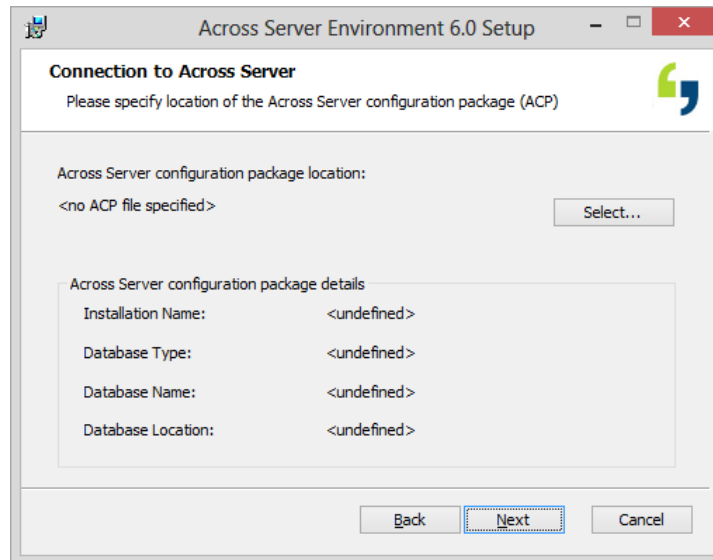 Across Server Environment 6.0 Setup
Connection to Across Server
Please specify location of the Across Server configuration package (ACP)
Across Server configuration package location:
<no ACP file specified>
Select...
Across Server configuration package details
Installation Name: <undefined>
Database Type: <undefined>
Database Name: <undefined>
Database Location: <undefined>
Back Next Cancel